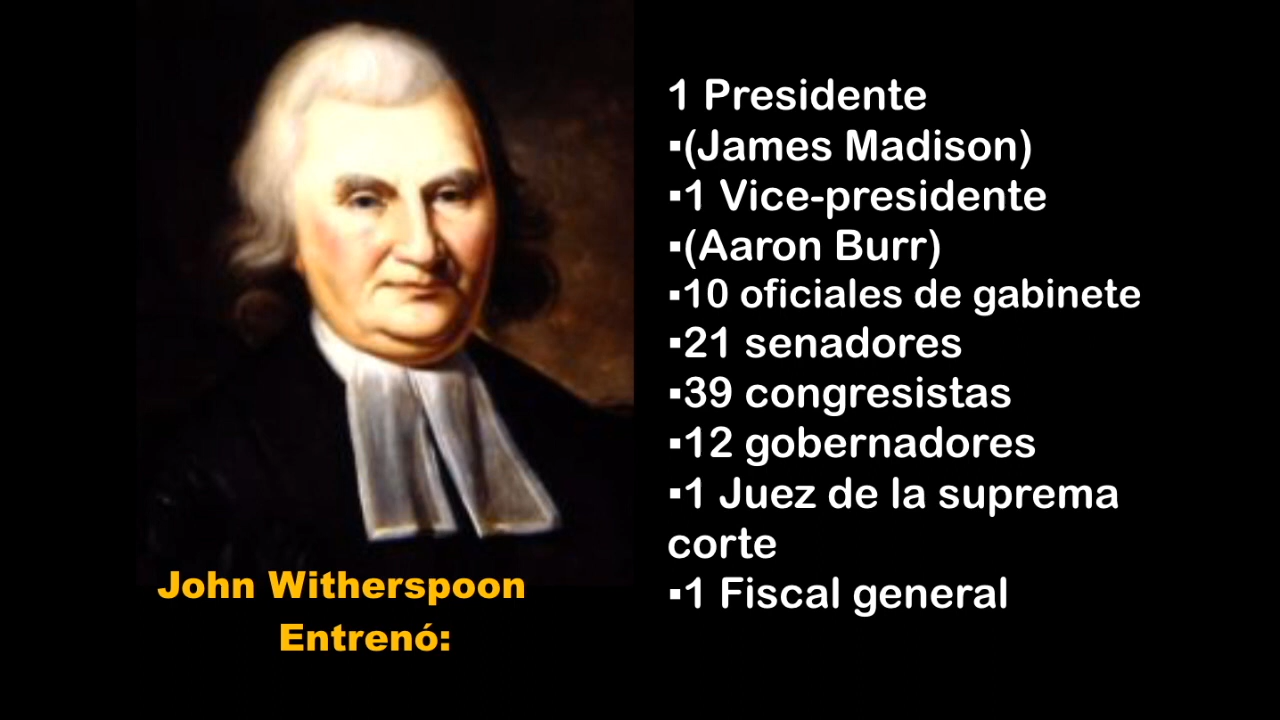 1 Presidente
▪(James Madison)
▪1 Vice-presidente
▪(Aaron Burr)
▪10 oficiales de gabinete
▪21 senadores
▪39 congresistas
▪12 gobernadores
▪1 Juez de la suprema
corte
▪1 Fiscal general
John Witherspoon
Entrenó: